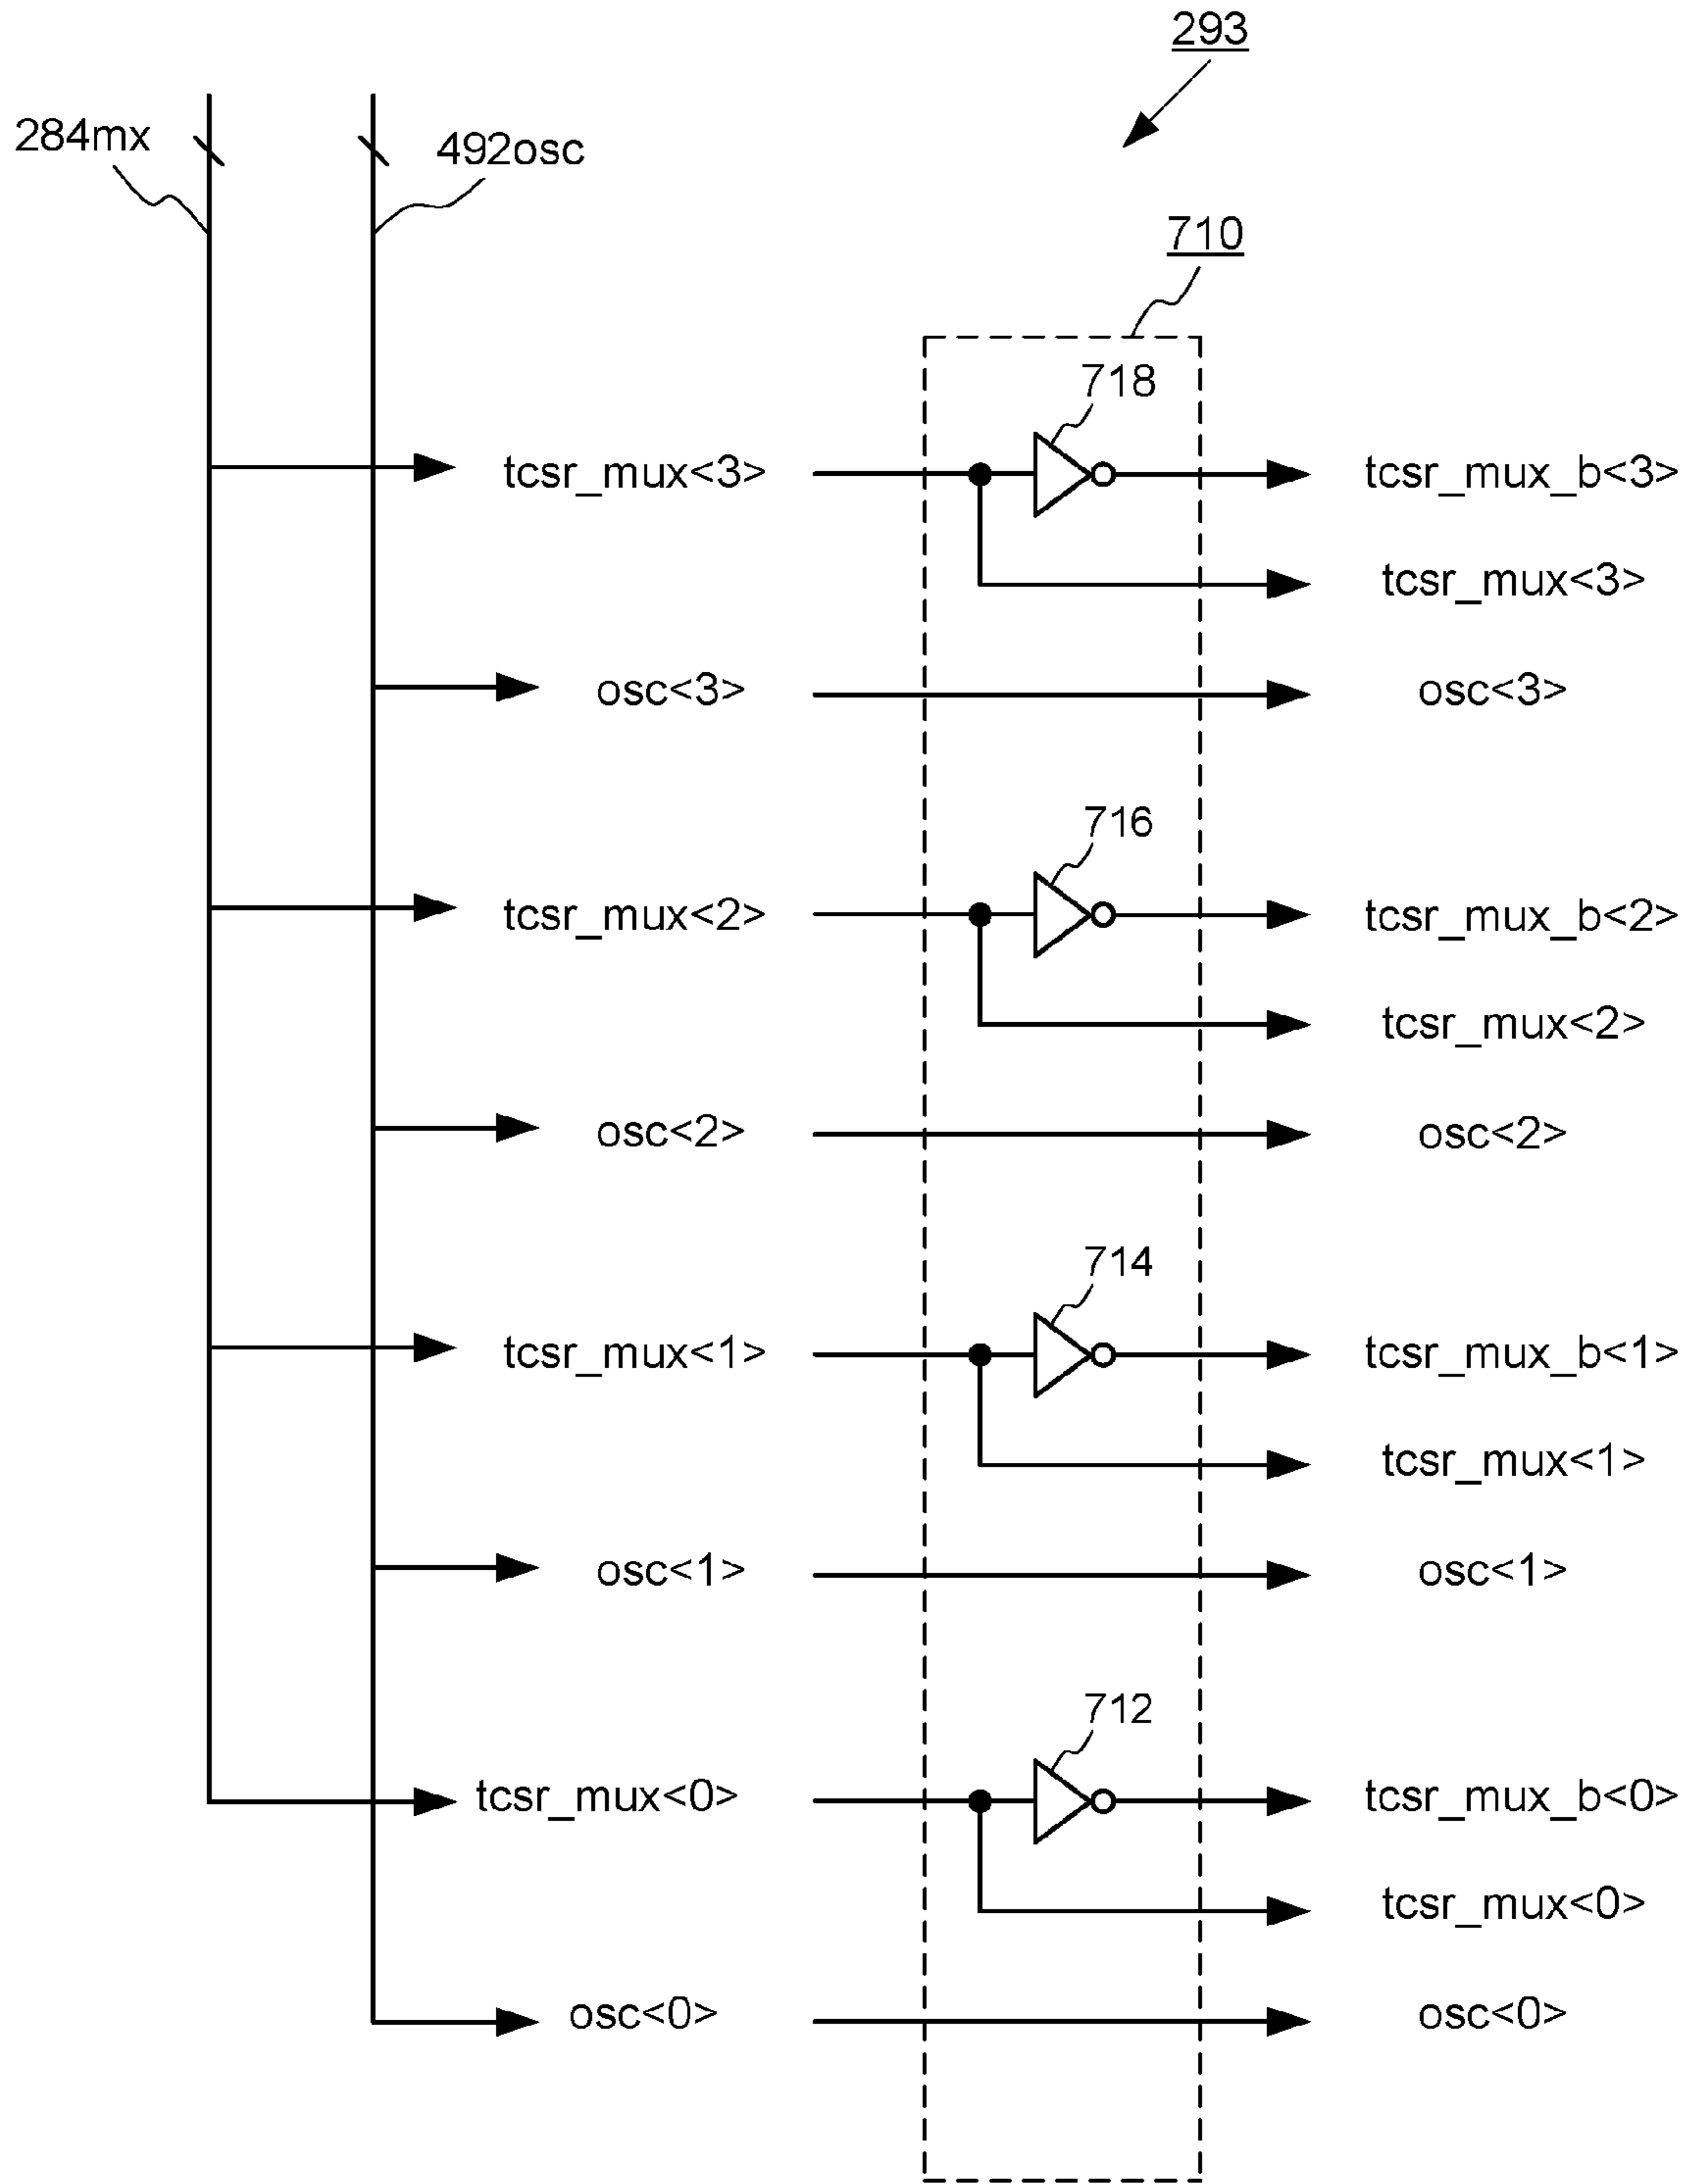 293
284mx
492osc
710
718
tcsr_mux<3> tcsr_mux_b<3>
tcsr_mux<3>
osc<3> osc<3>
716
tcsr_mux<2> tcsr_mux_b<2>
tcsr_mux<2>
osc<2> osc<2>
714
tcsr_mux<1> tcsr_mux_b<1>
tcsr_mux<1>
osc<1> osc<1>
712
tcsr_mux<0> tcsr_mux_b<0>
tcsr_mux<0>
osc<0> osc<0>